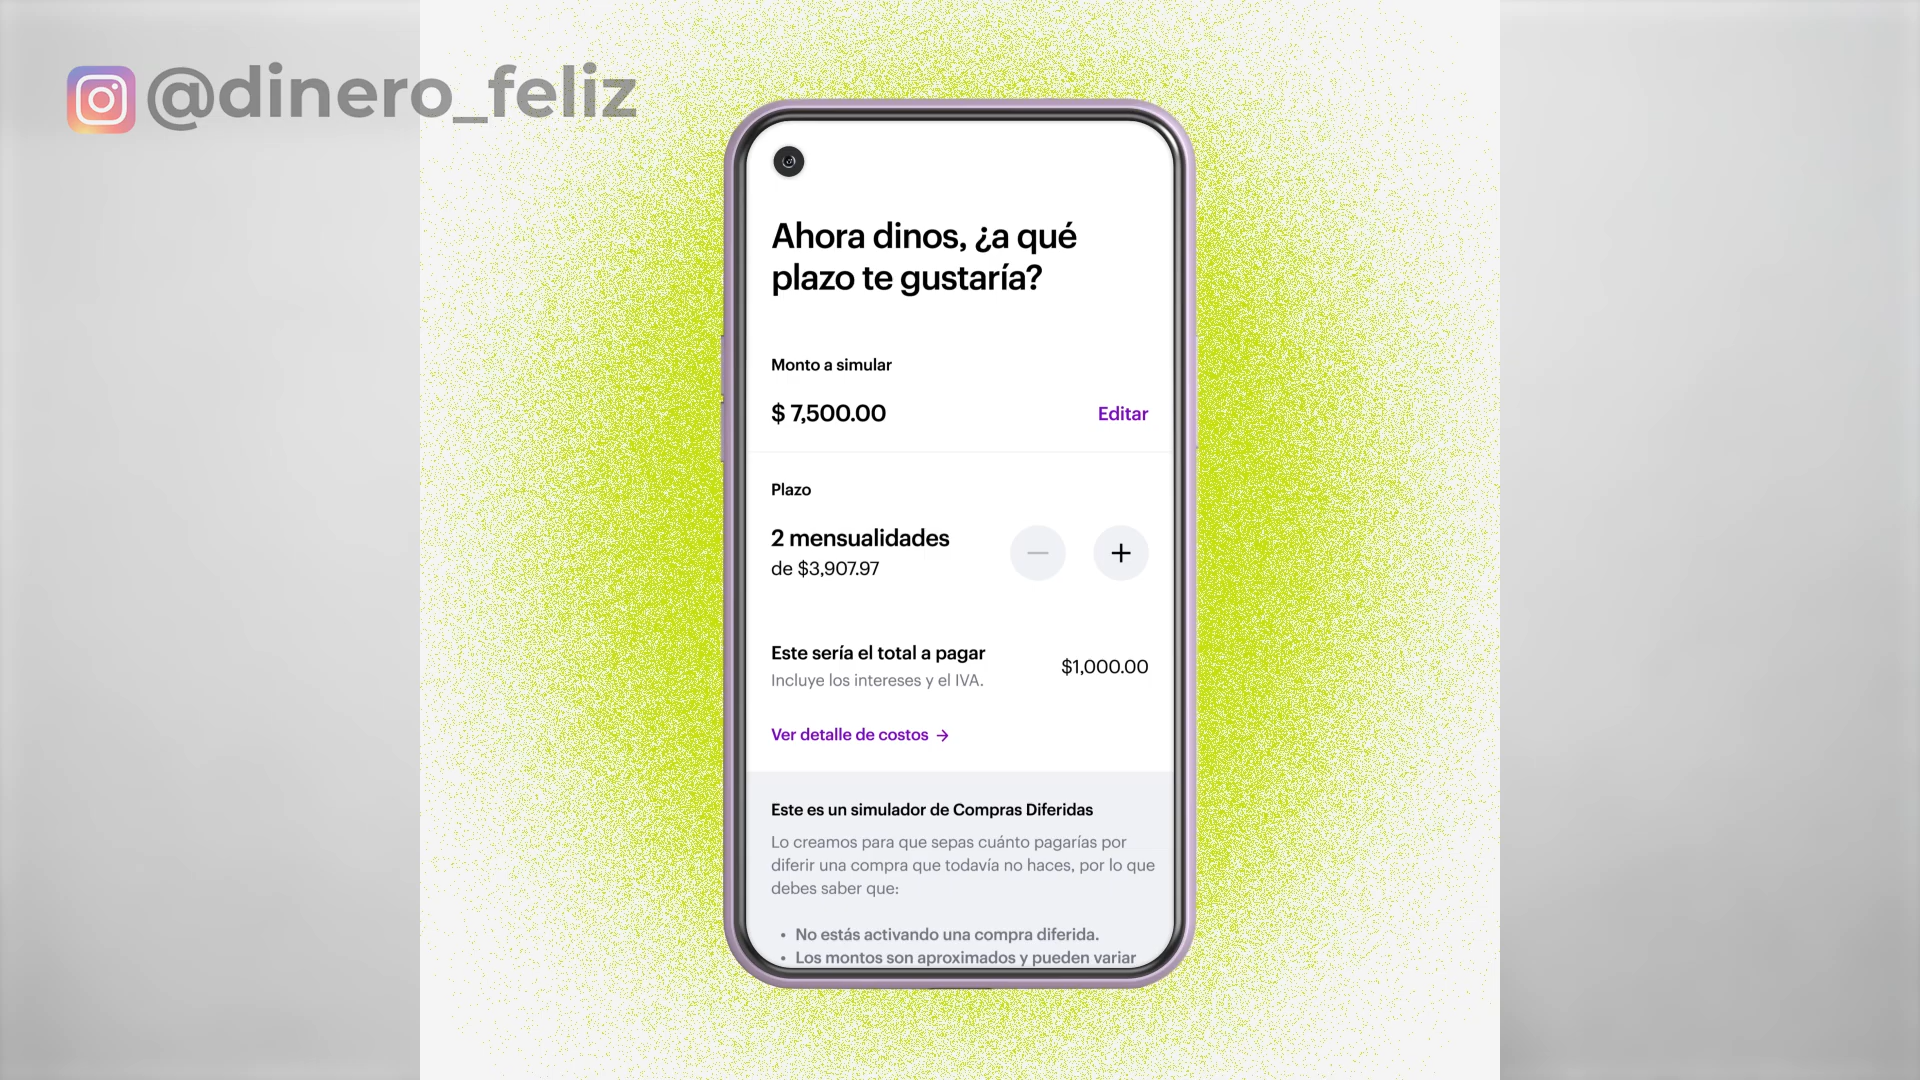 @dinero_feliz
Ahora dinos, ¿a qué
plazo te gustaría?
Monto a simular
$ 7,500.00
Editar
Plazo
2 mensualidades
de $3,907.97
Este sería el total a pagar
Incluye los intereses y el IVA.
$1,000.00
Ver detalle de costos →
Este es un simulador de Compras Diferidas
Lo creamos para que sepas cuánto pagarías por
diferir una compra que todavía no haces, por lo que
debes saber que:
• No estás activando una compra diferida.
• Los montos son aproximados y pueden variar